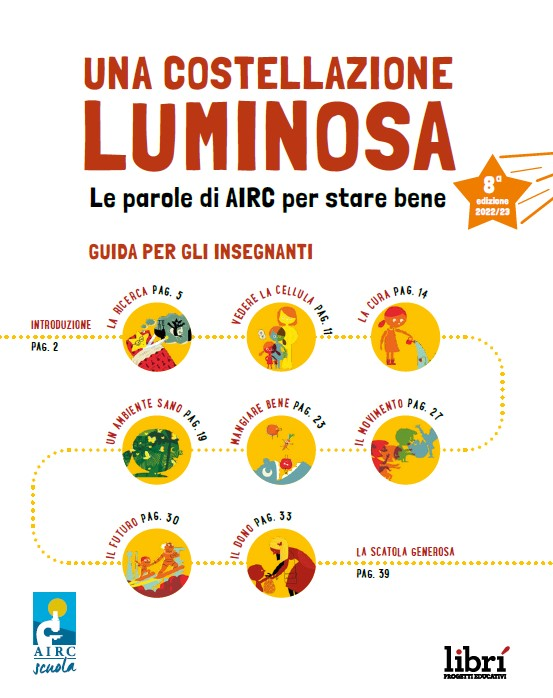 UNA COSTELLAZIONE
LUMINOSA
Le parole di AIRC per stare bene
8ª
edizione
2022/23
GUIDA PER GLI INSEGNANTI
INTRODUZIONE
PAG. 2
LA RICERCA PAG. 5
VEDERE LA CELLULA PAG. 11
LA CURA PAG. 14
UN AMBIENTE SANO PAG. 19
MANGIARE BENE PAG. 23
IL MOVIMENTO PAG. 27
IL FUTURO PAG. 30
IL DONO PAG. 33
LA SCATOLA GENEROSA
PAG. 39
AIRC
scuola
librí
PROGETTI EDUCATIVI